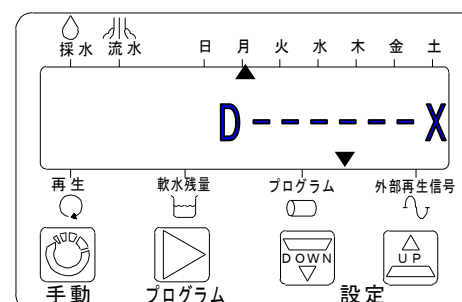 採水 流水 日 月 火 水 木 金 土
D------X
再生 軟水残量 プログラム 外部再生信号
DOWN UP
手動 プログラム 設定